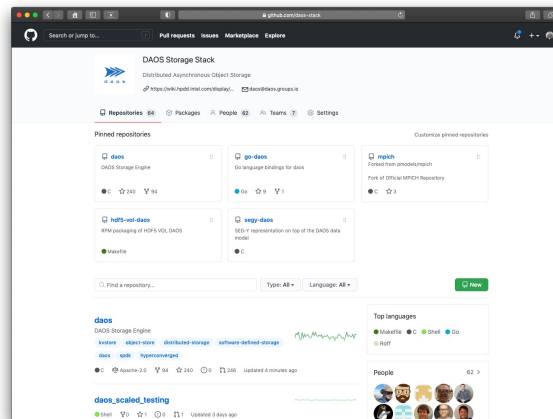 github.com/daos-stack
Search or jump to...
/
Pull requests Issues Marketplace Explore
daos
DAOS Storage Stack
Distributed Asynchronous Object Storage
https://wiki.hpdd.intel.com/display/... daos@daos.groups.io
Repositories 64 Packages People 62 Teams 7 Settings
Pinned repositories Customize pinned repositories
daos
DAOS Storage Engine
C 240 94
go-daos
Go language bindings for daos
Go 9 1
mpich
Forked from pmodels/mpich
Fork of Official MPICH Repository
C 3
hdf5-vol-daos
RPM packaging of HDF5 VOL DAOS
Makefile
segy-daos
SEG-Y representation on top of the DAOS data
model
C
Find a repository... Type: All Language: All New
daos
DAOS Storage Engine
kvstore object-store distributed-storage software-defined-storage
daos spdk hyperconverged
C Apache-2.0 94 240 0 246 Updated 4 minutes ago
daos_scaled_testing
Shell 0 1 0 1 Updated 3 days ago
Top languages
Makefile C Shell Go
Roff
People 62 >